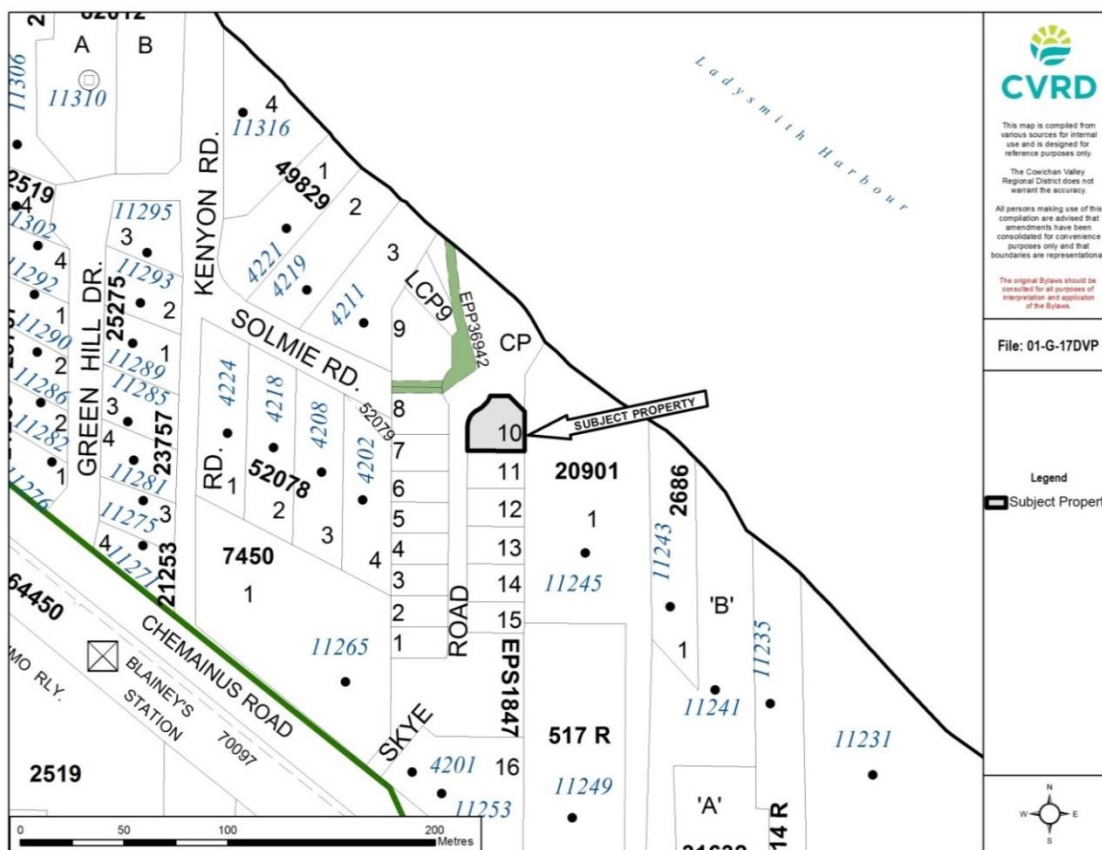 82012
A
B
11306
11310
4
11316
KENYON RD.
49829
1
2
3
Ladysmith Harbour
2519
4
1302
11295
3
11293
4
11292
2
4221
4219
4211
LCP9
9
EPP36942
CP
1
11290
25275
1
11289
GREEN HILL DR.
SOLMIE RD.
2
11286
11285
3
4224
4218
4208
52079
4202
8
10
SUBJECT PROPERTY
2
11282
4
23757
11281
RD.
52078
7
11
20901
2686
1
11276
3
11275
1
2
3
4
6
12
1
11243
4
11271
21253
7450
1
5
13
11245
4
14
'B'
64450
CHEMAINUS ROAD
3
ROAD
15
11235
2
1
1
11265
EPS1847
BLAINEY'S
STATION
70097
MO RLY.
SKYE
517 R
11241
11231
2519
4201
16
11253
11249
'A'
14 R
0 50 100 200
Metres
CVRD
This map is compiled from
various sources for internal
use and is designed for
reference purposes only.
The Cowichan Valley
Regional District does not
warrant the accuracy.
All persons making use of this
compilation are advised that
amendments have been
consolidated for convenience
purposes only and that
boundaries are representational
The original Bylaws should be
consulted for all purposes of
interpretation and application
of the Bylaws.
File: 01-G-17DVP
Legend
Subject Propert
N
W E
S